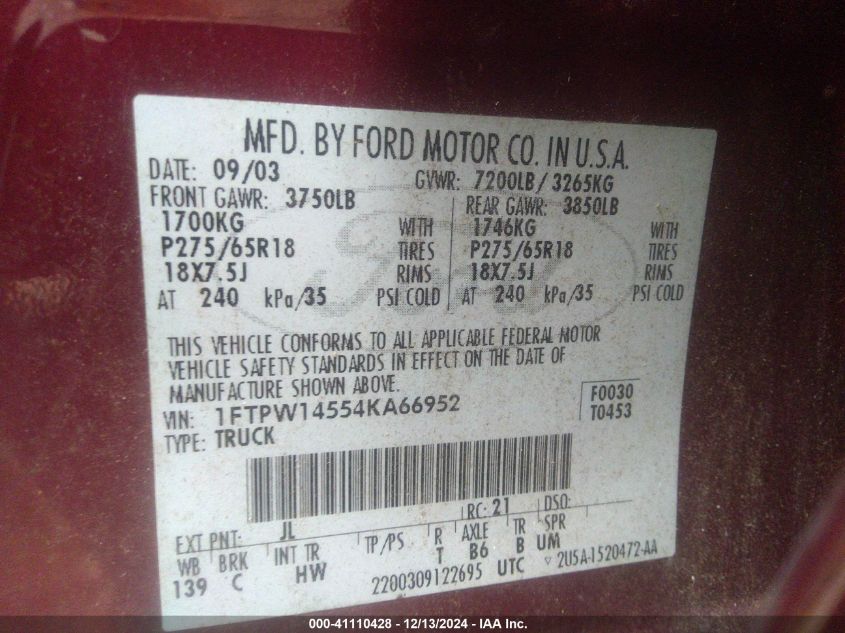 MFD. BY FORD MOTOR CO. IN U.S.A.
DATE: 09/03 GVWR: 7200LB/ 3265KG
FRONT GAWR: 3750LB REAR GAWR: 3850LB
1700KG WITH 1746KG WITH
P275/65R18 TIRES P275/65R18 TIRES
18X7.5J RIMS 18X7.5J RIMS
AT 240 kPa/35 PSI COLD AT 240 kPa/35 PSI COLD
Ford
THIS VEHICLE CONFORMS TO ALL APPLICABLE FEDERAL MOTOR
VEHICLE SAFETY STANDARDS IN EFFECT ON THE DATE OF
MANUFACTURE SHOWN ABOVE.
VIN: 1FTPW14554KA66952 F0030
TYPE: TRUCK T0453
EXT PNT: JL RC: 21 DSO:
WB BRK INT TR TP/PS R AXLE TR SPR
139 C HW T B6 B UM
2200309122695 UTC ▽ 2U5A-1520472-AA
000-41110428 - 12/13/2024 - IAA Inc.